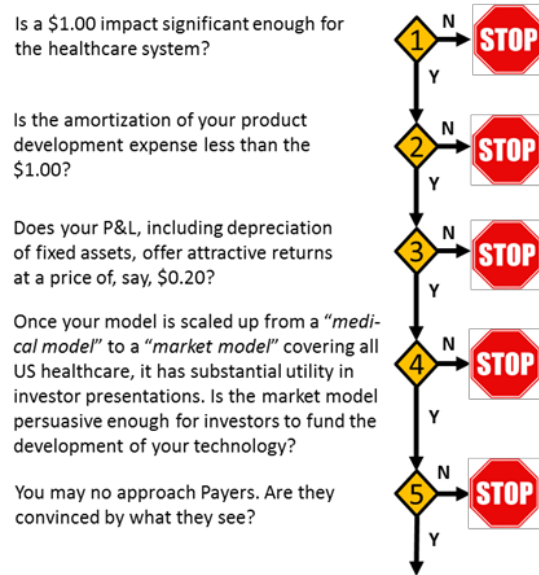 Is a $1.00 impact significant enough for
the healthcare system?
1
N
STOP
Y
Is the amortization of your product
development expense less than the
$1.00?
2
N
STOP
Y
Does your P&L, including depreciation
of fixed assets, offer attractive returns
at a price of, say, $0.20?
3
N
STOP
Y
Once your model is scaled up from a “medi-
cal model” to a “market model” covering all
US healthcare, it has substantial utility in
investor presentations. Is the market model
persuasive enough for investors to fund the
development of your technology?
4
N
STOP
Y
You may no approach Payers. Are they
convinced by what they see?
5
N
STOP
Y